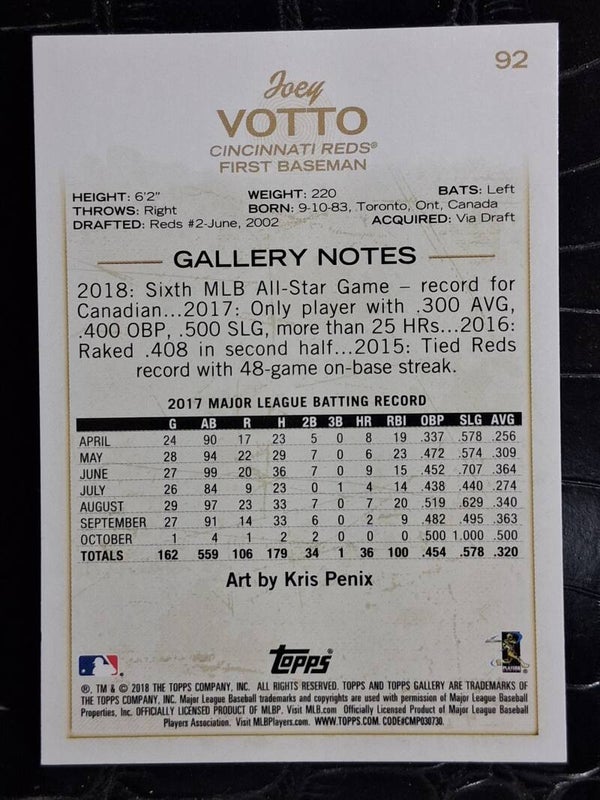 92
Joey
VOTTO
CINCINNATI REDS®
FIRST BASEMAN
HEIGHT: 6'2" WEIGHT: 220 BATS: Left
THROWS: Right BORN: 9-10-83, Toronto, Ont, Canada
DRAFTED: Reds #2-June, 2002 ACQUIRED: Via Draft
GALLERY NOTES
2018: Sixth MLB All-Star Game – record for
Canadian...2017: Only player with .300 AVG,
.400 OBP, .500 SLG, more than 25 HRs...2016:
Raked .408 in second half...2015: Tied Reds
record with 48-game on-base streak.
2017 MAJOR LEAGUE BATTING RECORD
G AB R H 2B 3B HR RBI OBP SLG AVG
APRIL 24 90 17 23 5 0 8 19 .337 .578 .256
MAY 28 94 22 29 7 0 6 23 .472 .574 .309
JUNE 27 99 20 36 7 0 9 15 .452 .707 .364
JULY 26 84 9 23 0 1 4 14 .438 .440 .274
AUGUST 29 97 23 33 7 0 7 20 .519 .629 .340
SEPTEMBER 27 91 14 33 6 0 2 9 .482 .495 .363
OCTOBER 1 4 1 2 2 0 0 0 .500 1.000 .500
TOTALS 162 559 106 179 34 1 36 100 .454 .578 .320
Art by Kris Penix
TOPPS®
PLAYERS
®, TM & © 2018 THE TOPPS COMPANY, INC. ALL RIGHTS RESERVED. TOPPS AND TOPPS GALLERY ARE TRADEMARKS OF
THE TOPPS COMPANY, INC. Major League Baseball trademarks and copyrights are used with permission of Major League Baseball
Properties, Inc. OFFICIALLY LICENSED PRODUCT OF MLBP. Visit MLB.com Officially Licensed Product of Major League Baseball
Players Association. Visit MLBPlayers.com. WWW.TOPPS.COM. CODE#CMP030730.